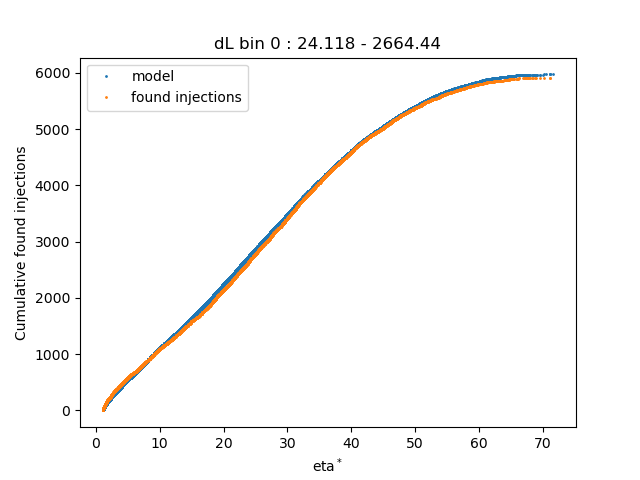 dL bin 0 : 24.118 - 2664.44
model
found injections
Cumulative found injections
6000
5000
4000
3000
2000
1000
0
0 10 20 30 40 50 60 70
eta*